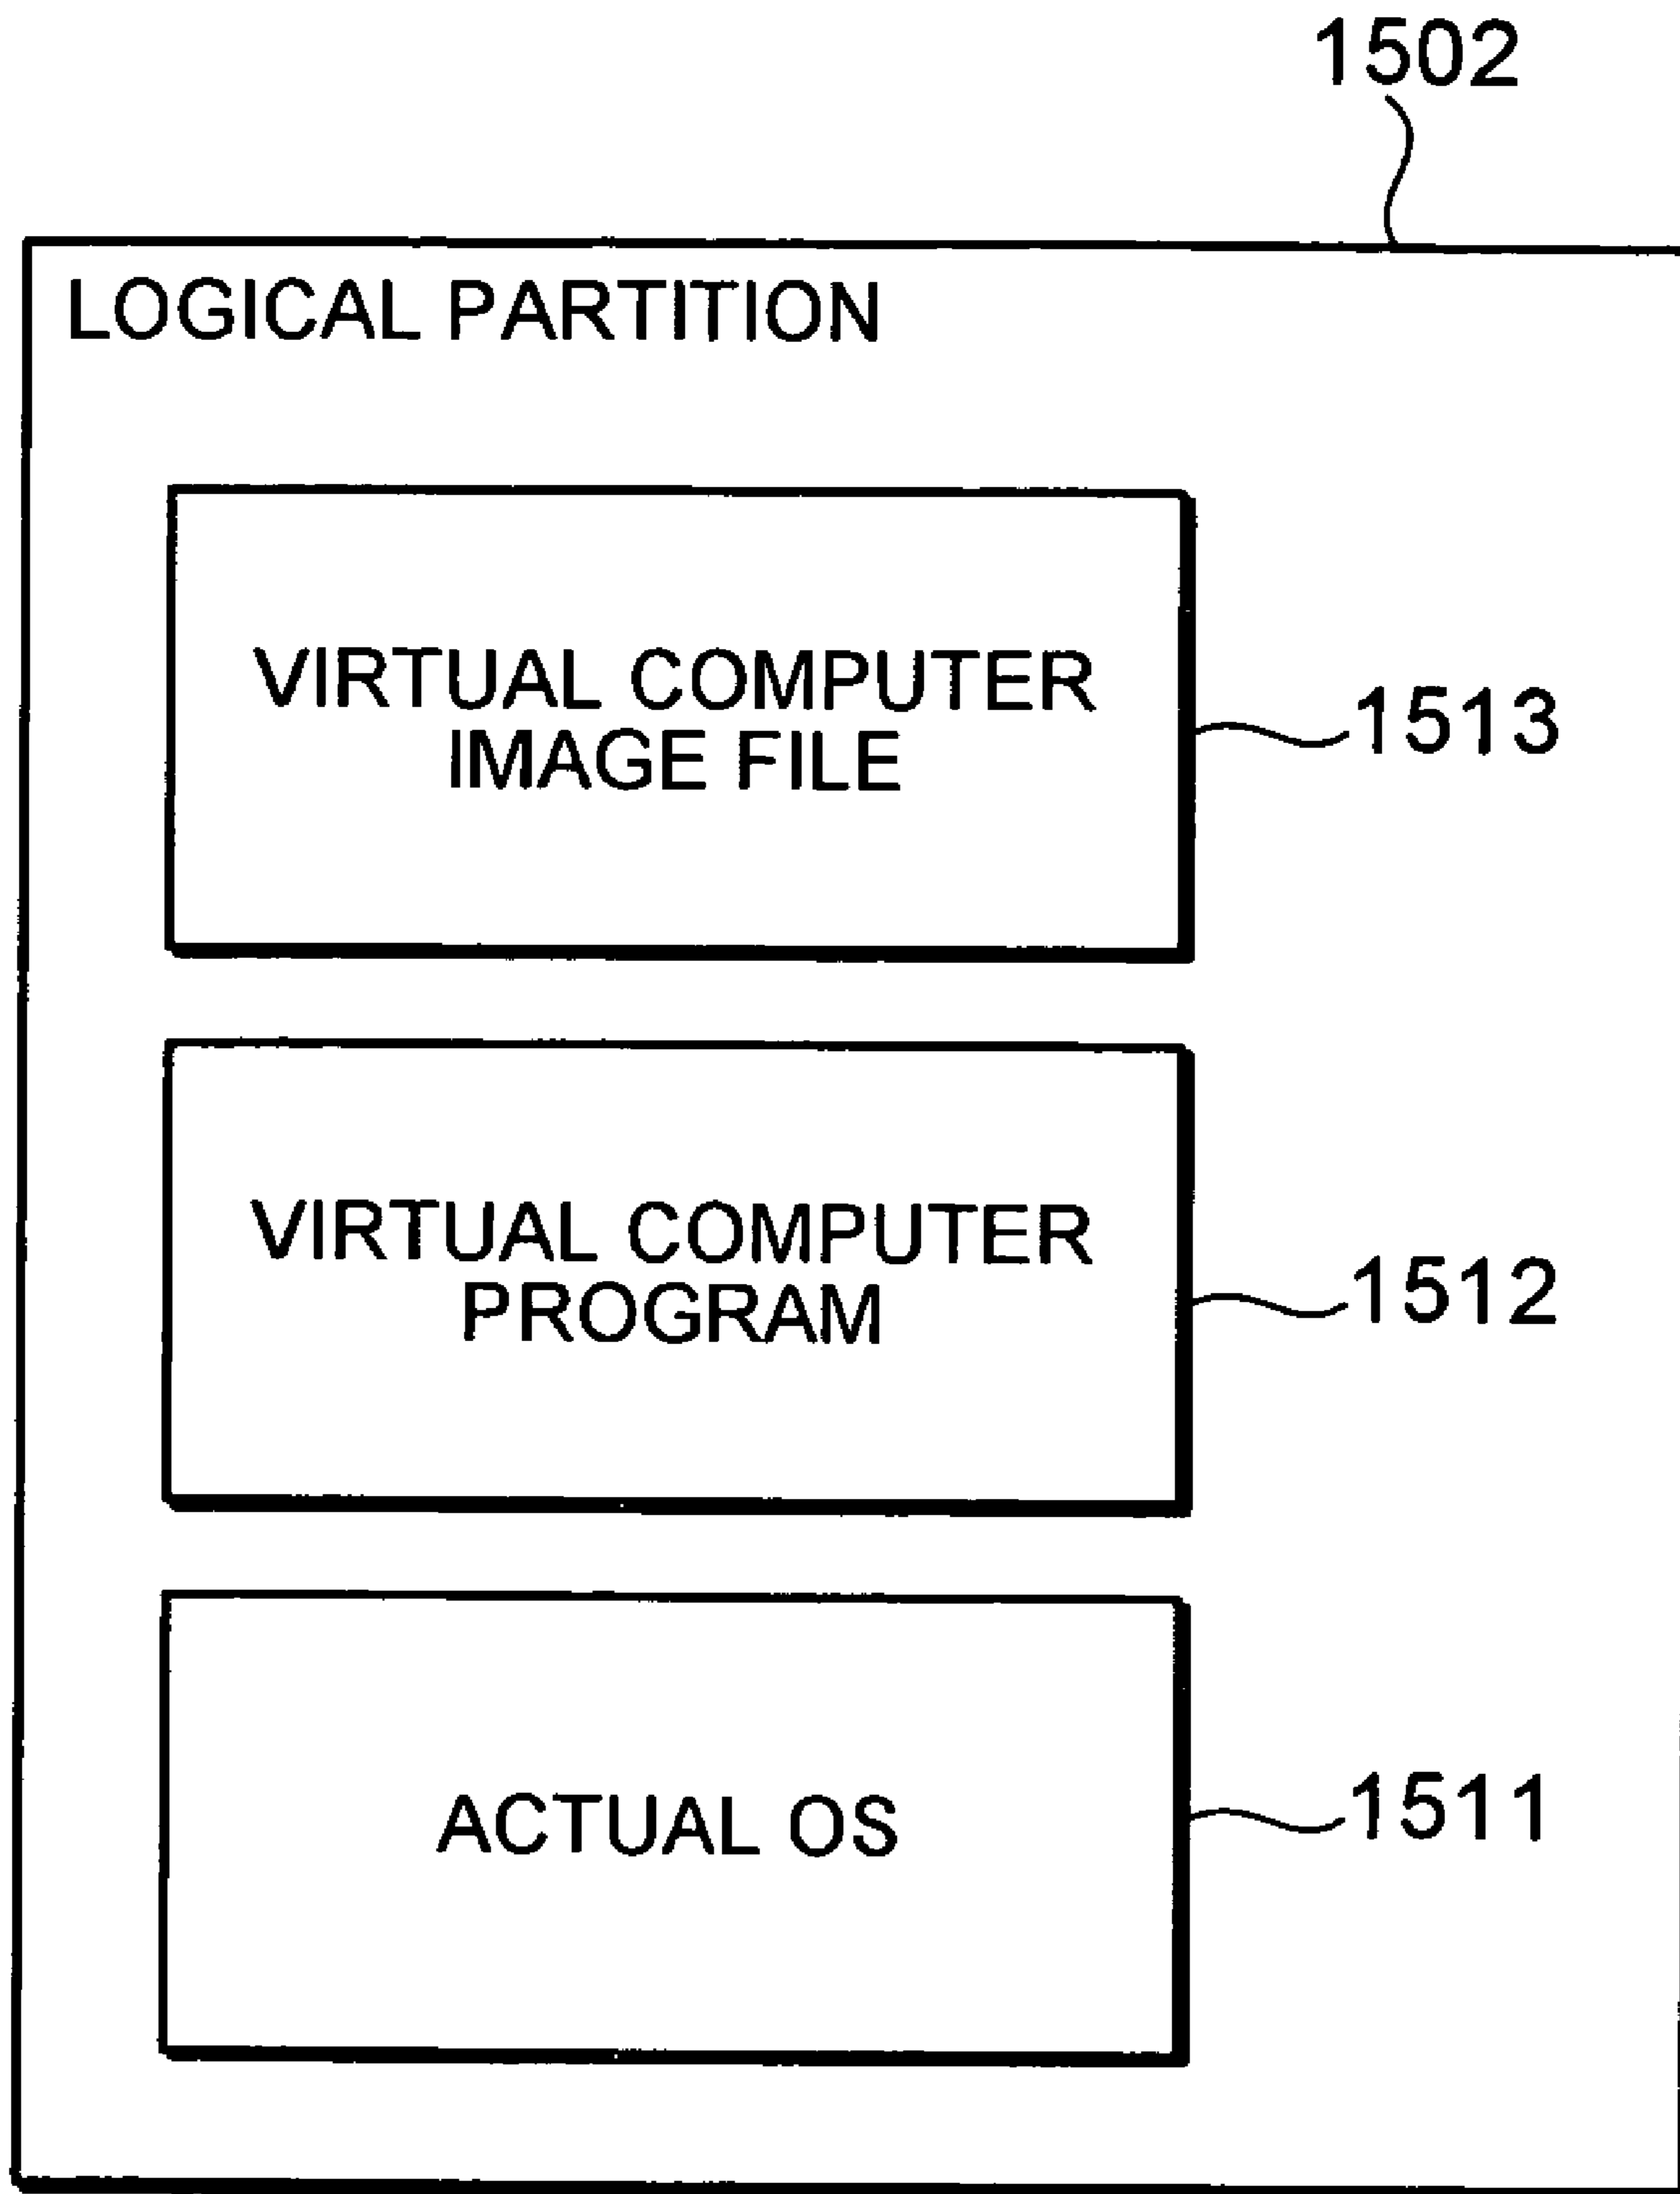 1502
LOGICAL PARTITION
VIRTUAL COMPUTER
IMAGE FILE
1513
VIRTUAL COMPUTER
PROGRAM
1512
ACTUAL OS
1511